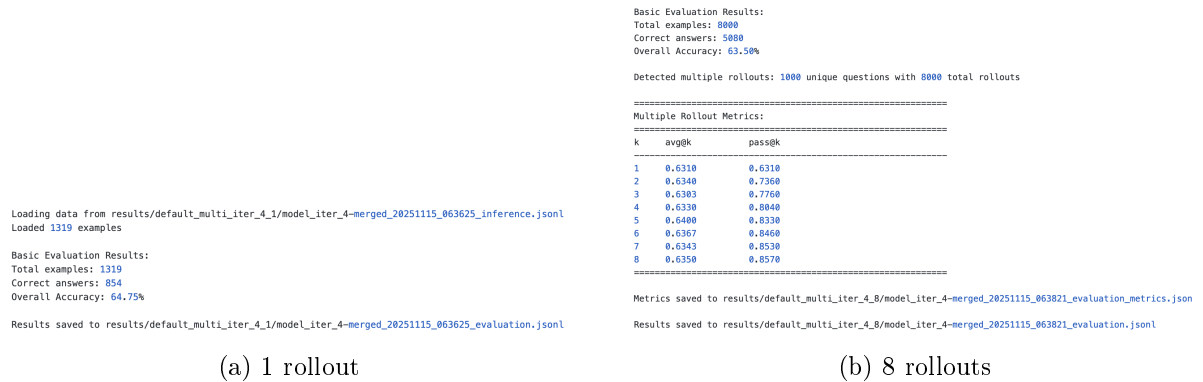 Loading data from results/default_multi_iter_4_1/model_iter_4-merged_20251115_063625_inference.jsonl
Loaded 1319 examples
Basic Evaluation Results:
Total examples: 1319
Correct answers: 854
Overall Accuracy: 64.75%
Results saved to results/default_multi_iter_4_1/model_iter_4-merged_20251115_063625_evaluation.jsonl
(a) 1 rollout
Basic Evaluation Results:
Total examples: 8000
Correct answers: 5080
Overall Accuracy: 63.50%
Detected multiple rollouts: 1000 unique questions with 8000 total rollouts
============================================================
Multiple Rollout Metrics:
============================================================
k avg@k pass@k
------------------------------------------------------------
1 0.6310 0.6310
2 0.6340 0.7360
3 0.6303 0.7760
4 0.6330 0.8040
5 0.6400 0.8330
6 0.6367 0.8460
7 0.6343 0.8530
8 0.6350 0.8570
============================================================
Metrics saved to results/default_multi_iter_4_8/model_iter_4-merged_20251115_063821_evaluation_metrics.json
Results saved to results/default_multi_iter_4_8/model_iter_4-merged_20251115_063821_evaluation.jsonl
(b) 8 rollouts